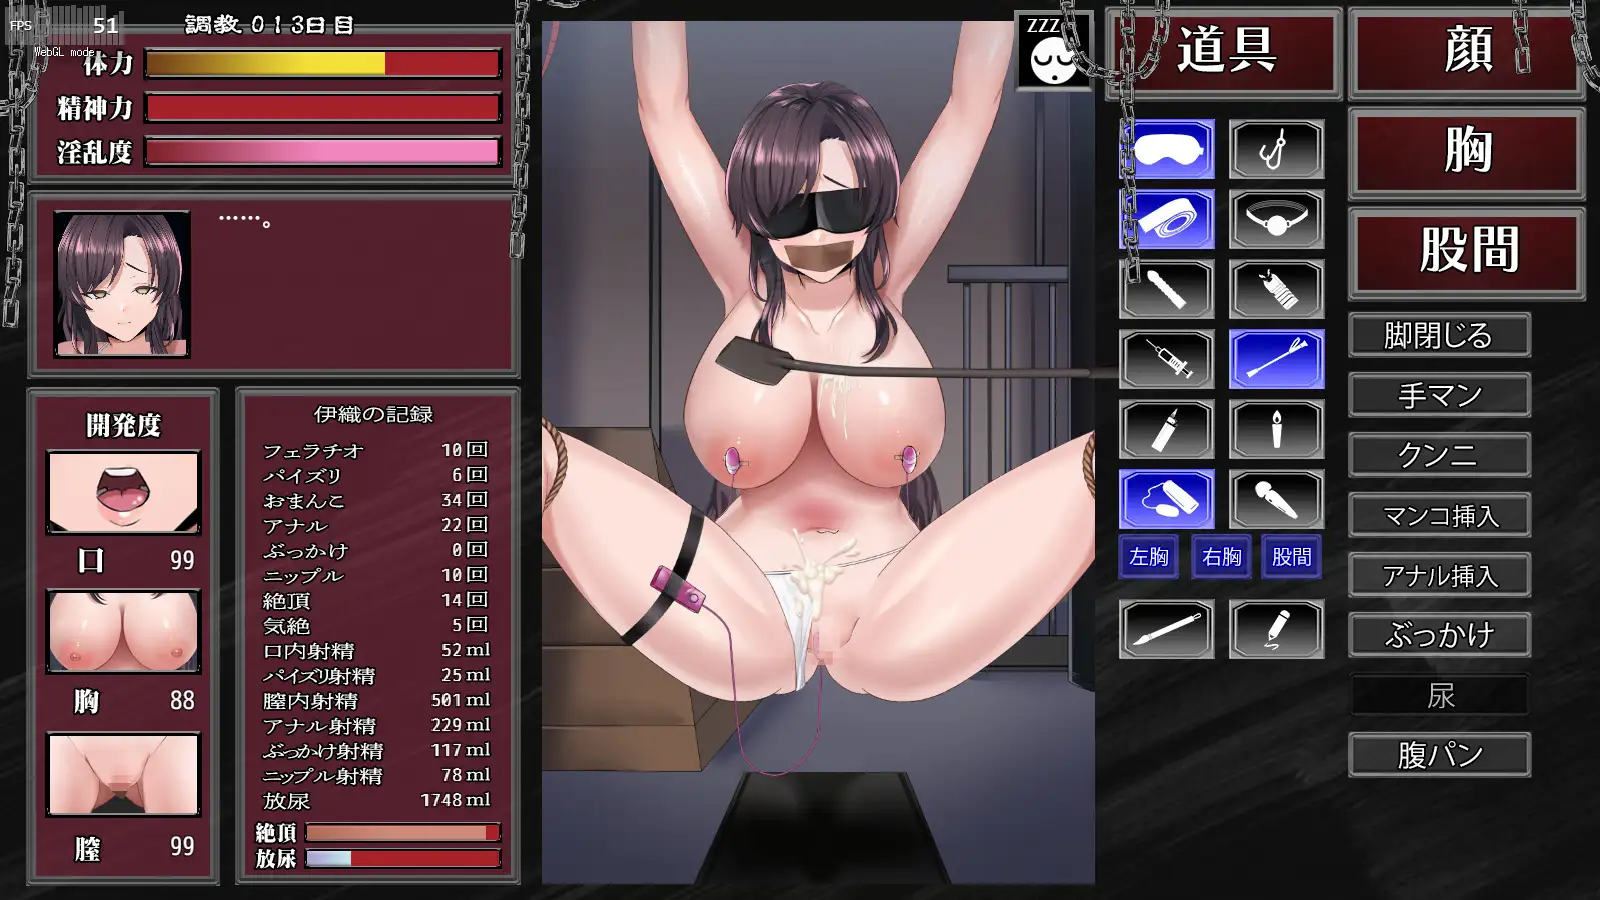 FPS 51
WebGL mode
調教013日目
体力
精神力
淫乱度
……。
開発度
口 99
胸 88
膣 99
伊織の記録
フェラチオ 10回
パイズリ 6回
おまんこ 34回
アナル 22回
ぶっかけ 0回
ニップル 10回
絶頂 14回
気絶 5回
口内射精 52ml
パイズリ射精 25ml
膣内射精 501ml
アナル射精 229ml
ぶっかけ射精 117ml
ニップル射精 78ml
放尿 1748ml
絶頂
放尿
ZZZ
道具
左胸 右胸 股間
顔
胸
股間
脚閉じる
手マン
クンニ
マンコ挿入
アナル挿入
ぶっかけ
尿
腹パン